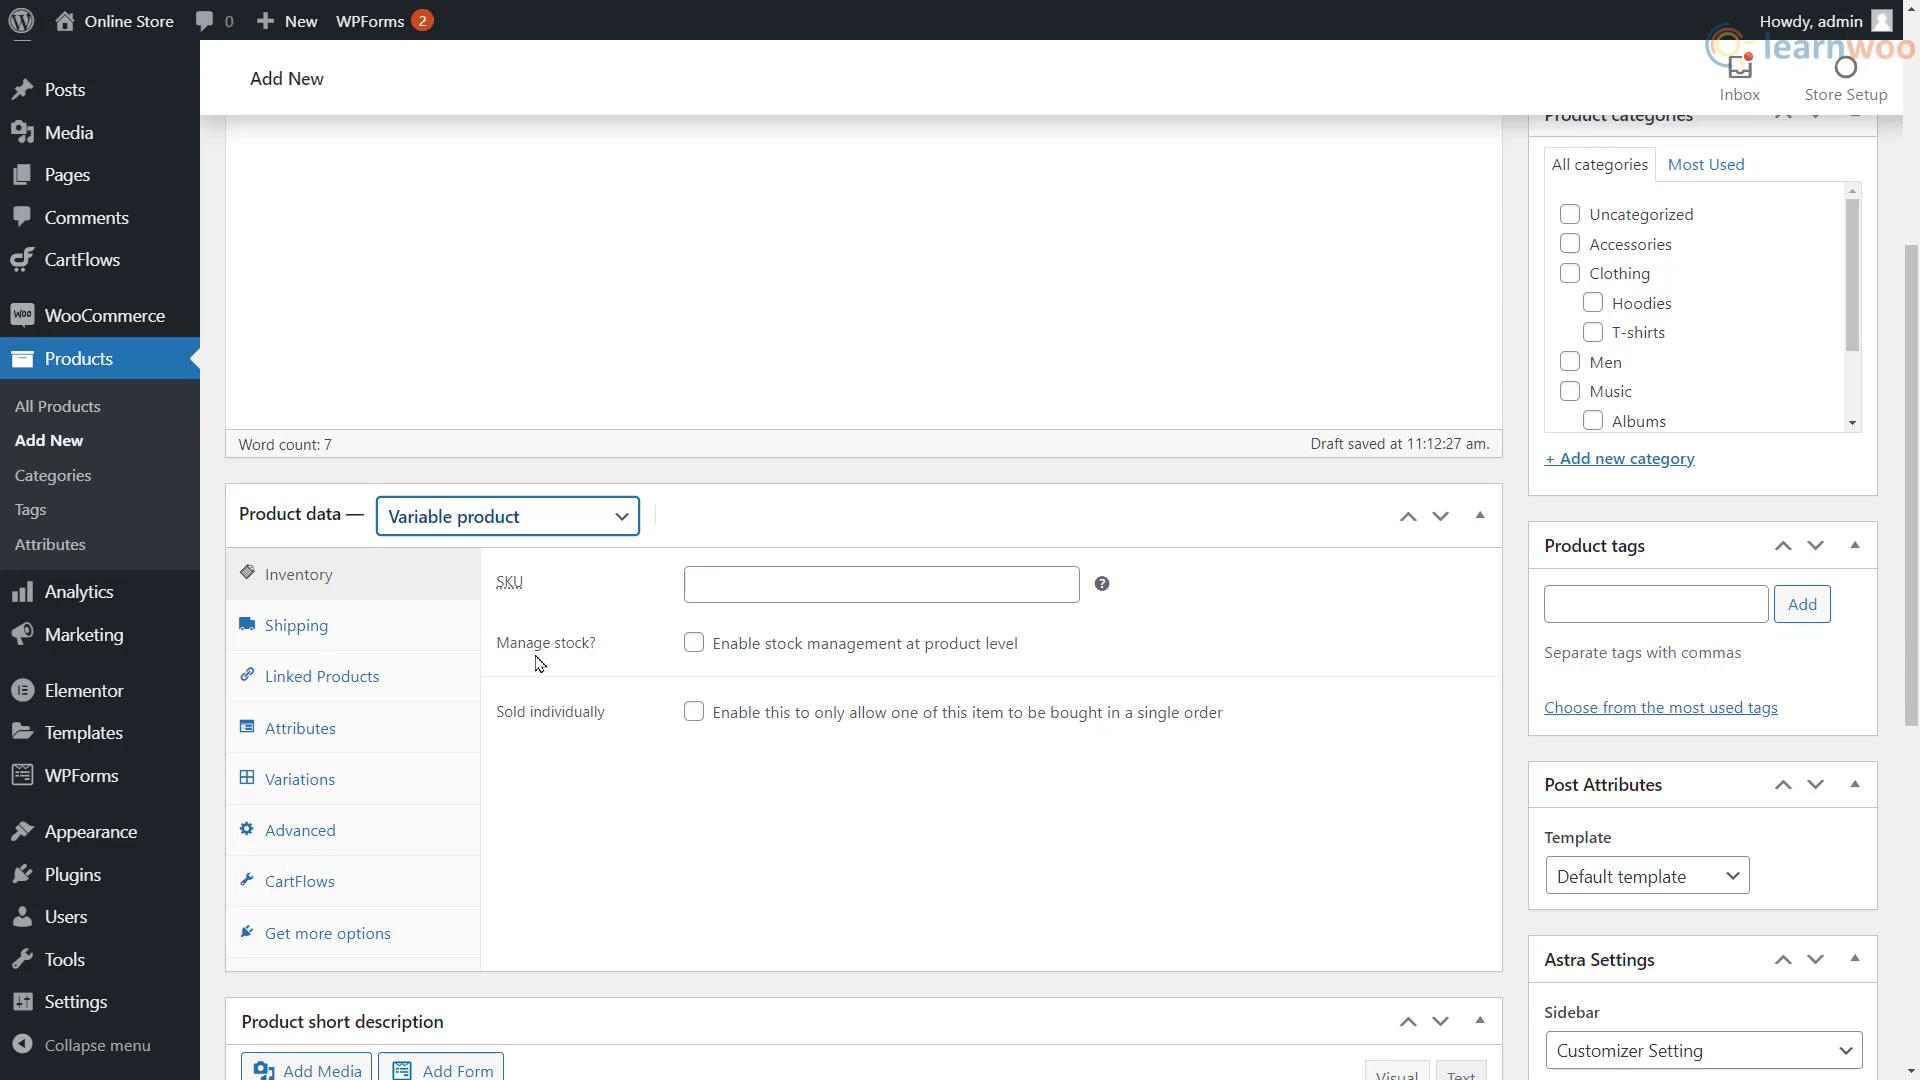 Online Store
0
New
WPForms
2
Howdy, admin
learnwoo
Add New
Inbox
Store Setup
Posts
Media
Pages
Comments
CartFlows
WooCommerce
Products
All Products
Add New
Categories
Tags
Attributes
Analytics
Marketing
Elementor
Templates
WPForms
Appearance
Plugins
Users
Tools
Settings
Collapse menu
Word count: 7
Draft saved at 11:12:27 am.
Product data —
Variable product
Inventory
Shipping
Linked Products
Attributes
Variations
Advanced
CartFlows
Get more options
SKU
?
Manage stock?
Enable stock management at product level
Sold individually
Enable this to only allow one of this item to be bought in a single order
Product short description
Add Media
Add Form
Visual
Text
Product categories
All categories
Most Used
Uncategorized
Accessories
Clothing
Hoodies
T-shirts
Men
Music
Albums
+ Add new category
Product tags
Add
Separate tags with commas
Choose from the most used tags
Post Attributes
Template
Default template
Astra Settings
Sidebar
Customizer Setting